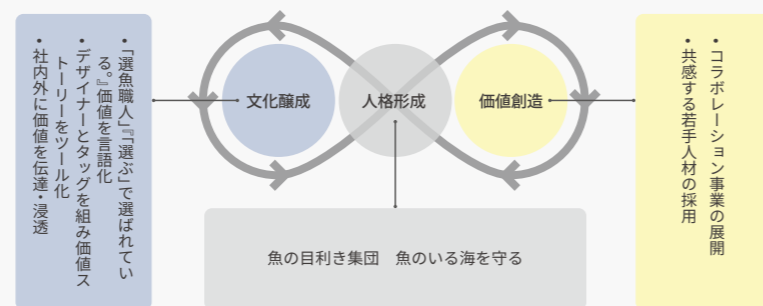 ・「選魚職人」『「選ぶ」で選ばれてい
る。』価値を言語化
・デザイナーとタッグを組み価値ス
トーリーをツール化
・社内外に価値を伝達・浸透
文化醸成
人格形成
価値創造
・コラボレーション事業の展開
・共感する若手人材の採用
魚の目利き集団　魚のいる海を守る